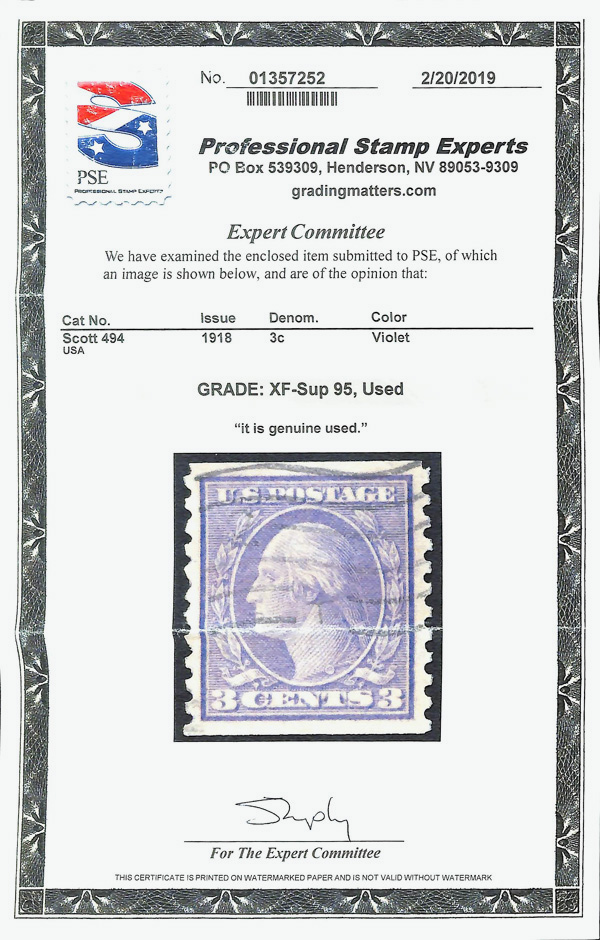 No. 01357252 2/20/2019
PSE
PROFESSIONAL STAMP EXPERTS
Professional Stamp Experts
PO Box 539309, Henderson, NV 89053-9309
gradingmatters.com
Expert Committee
We have examined the enclosed item submitted to PSE, of which
an image is shown below, and are of the opinion that:
Cat No. Issue Denom. Color
Scott 494 1918 3c Violet
USA
GRADE: XF-Sup 95, Used
“it is genuine used.”
U.S. POSTAGE
3 CENTS 3
For The Expert Committee
THIS CERTIFICATE IS PRINTED ON WATERMARKED PAPER AND IS NOT VALID WITHOUT WATERMARK